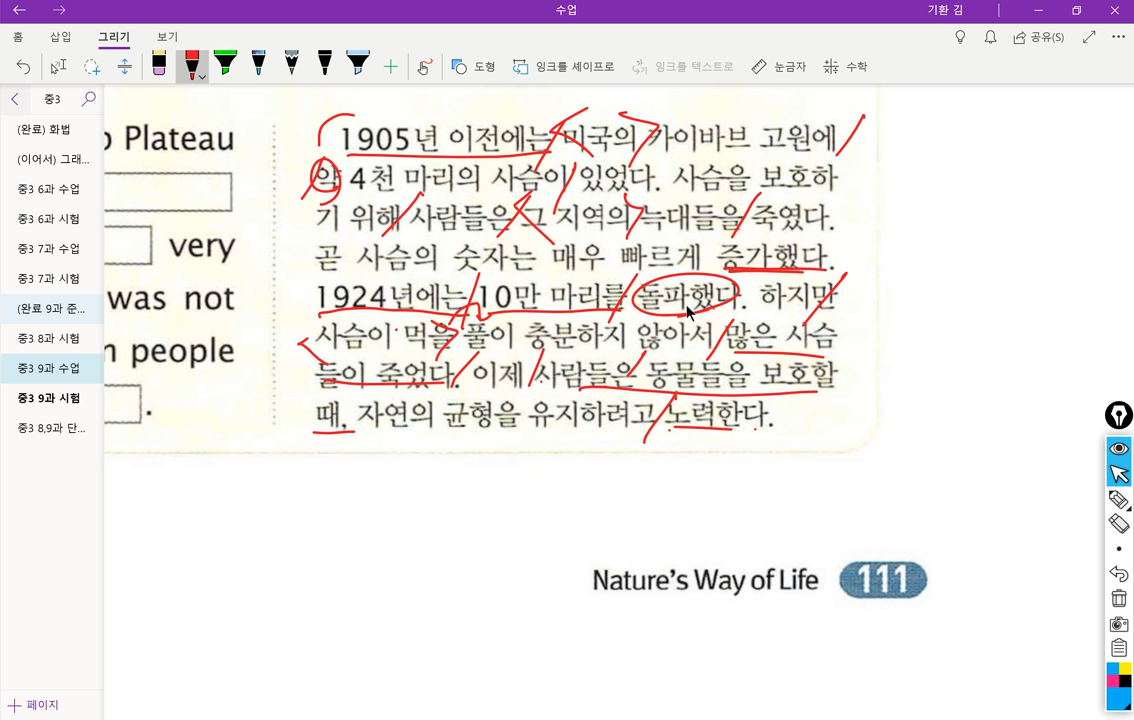 수업
기환 김
홈 삽입 그리기 보기
공유(S)
도형 잉크를 셰이프로 잉크를 텍스트로 눈금자 수학
중3
(완료) 화법
(이어서) 그래...
중3 6과 수업
중3 6과 시험
중3 7과 수업
중3 7과 시험
(완료 9과 준...
중3 8과 시험
중3 9과 수업
중3 9과 시험
중3 8,9과 단...
페이지
Plateau
very
was not
people
.
1905년 이전에는 미국의 카이바브 고원에
약 4천 마리의 사슴이 있었다. 사슴을 보호하
기 위해 사람들은 그 지역의 늑대들을 죽였다.
곧 사슴의 숫자는 매우 빠르게 증가했다.
1924년에는 10만 마리를 돌파했다. 하지만
사슴이 먹을 풀이 충분하지 않아서 많은 사슴
들이 죽었다. 이제 사람들은 동물들을 보호할
때, 자연의 균형을 유지하려고 노력한다.
Nature's Way of Life 111